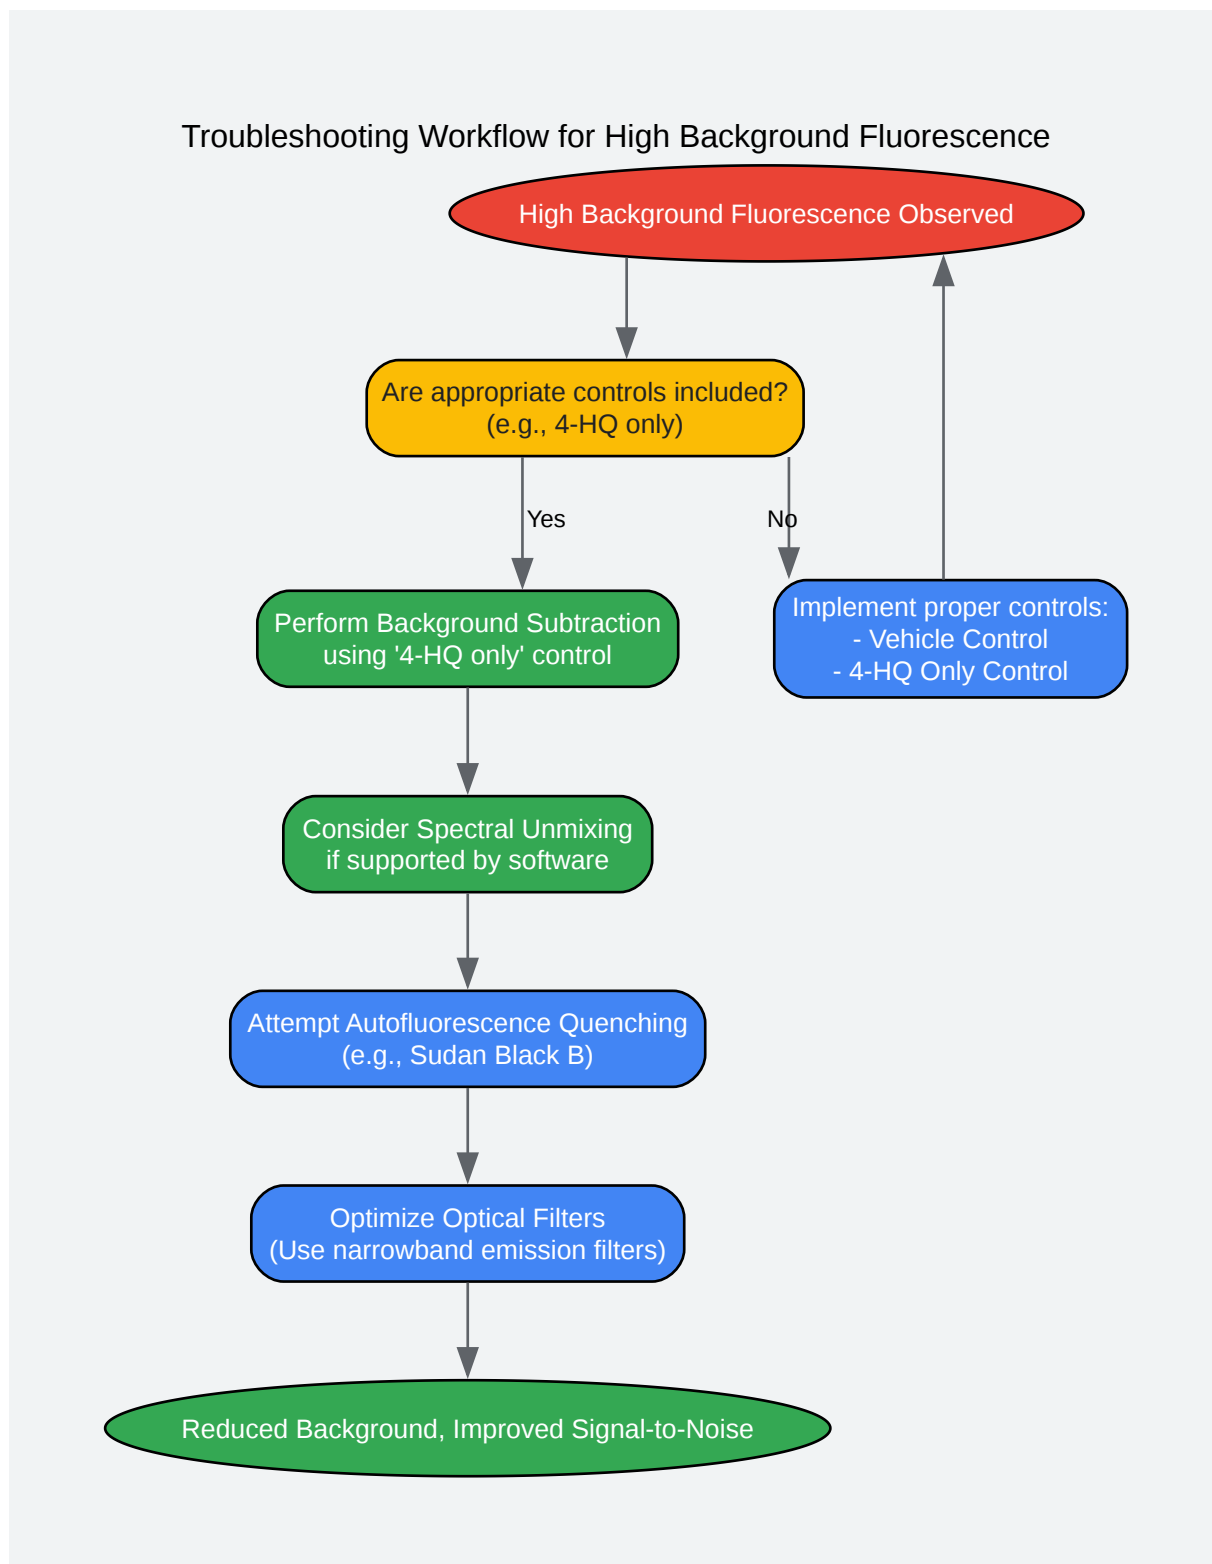 Troubleshooting Workflow for High Background Fluorescence
High Background Fluorescence Observed
Are appropriate controls included?
(e.g., 4-HQ only)
Yes
No
Perform Background Subtraction
using '4-HQ only' control
Implement proper controls:
- Vehicle Control
- 4-HQ Only Control
Consider Spectral Unmixing
if supported by software
Attempt Autofluorescence Quenching
(e.g., Sudan Black B)
Optimize Optical Filters
(Use narrowband emission filters)
Reduced Background, Improved Signal-to-Noise